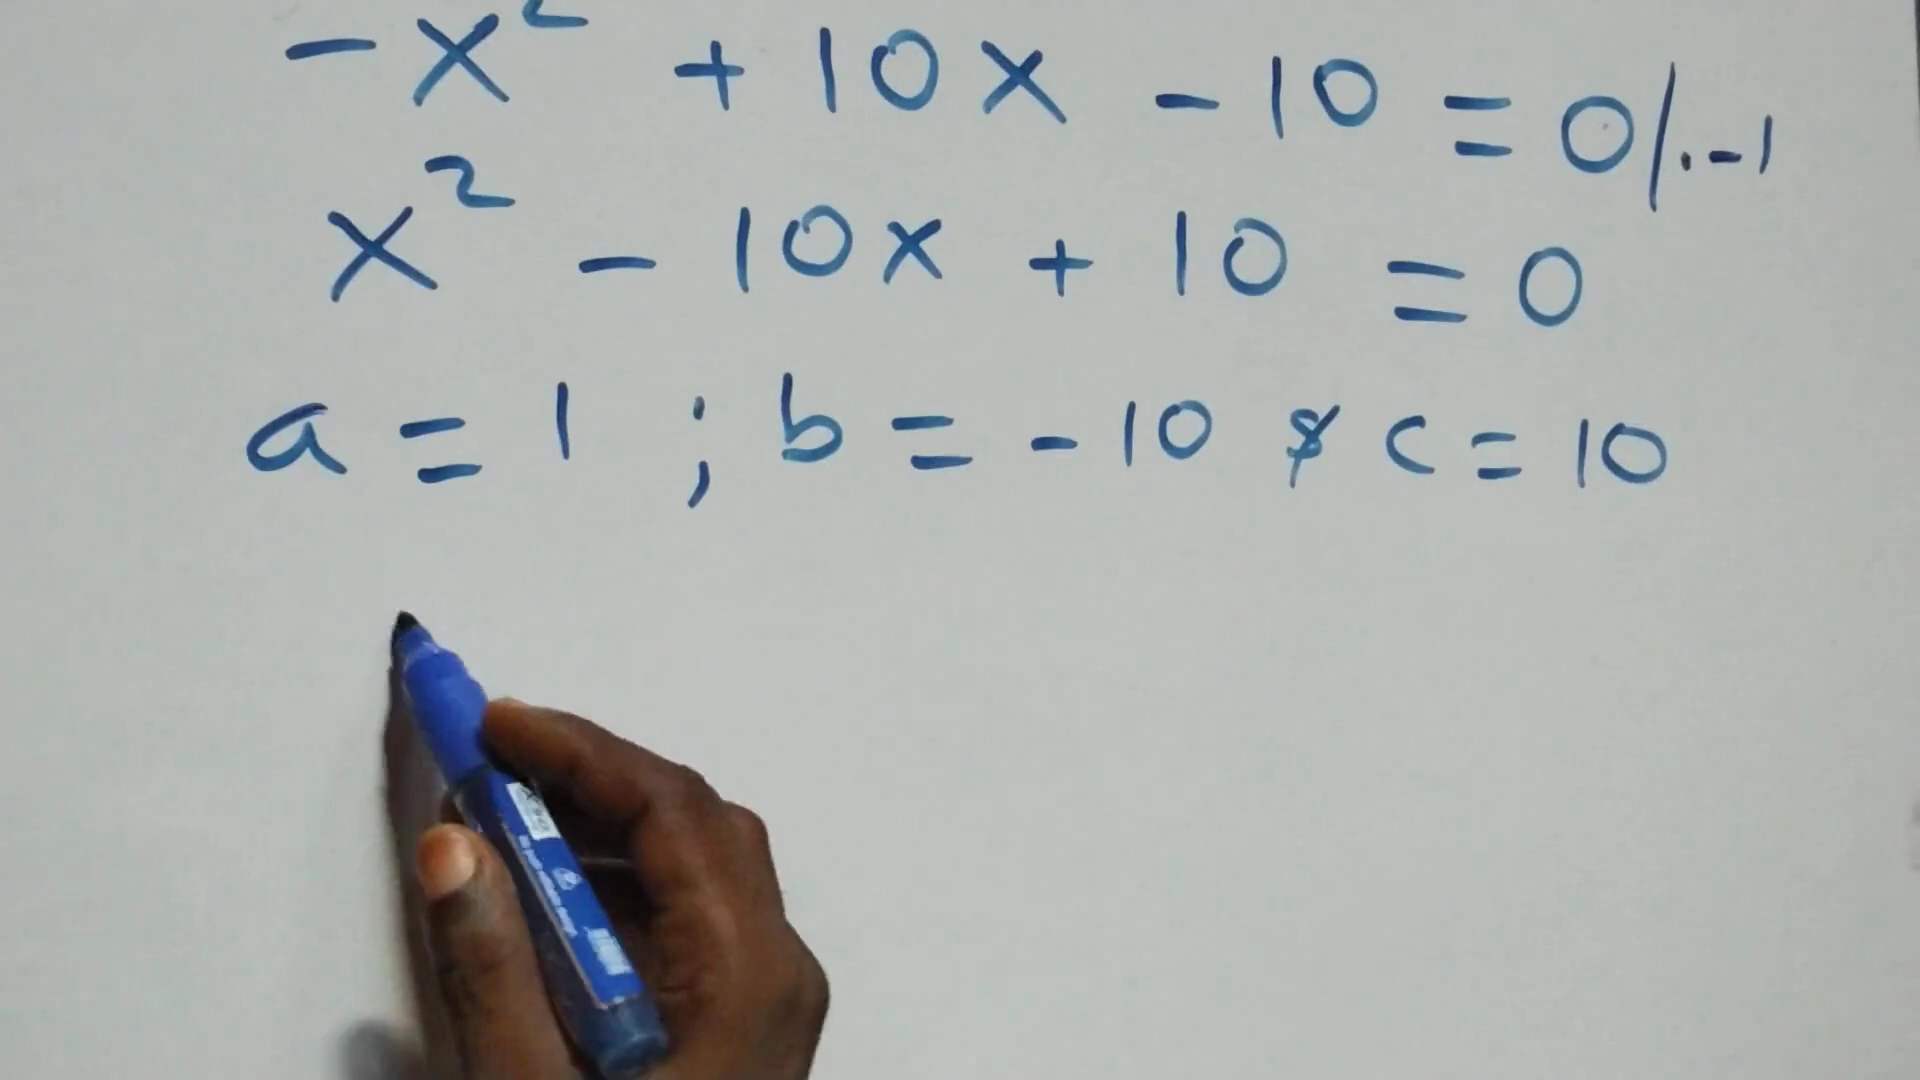 -x² + 10x - 10 = 0 /·-1
x² - 10x + 10 = 0
a = 1 ; b = -10 & c = 10